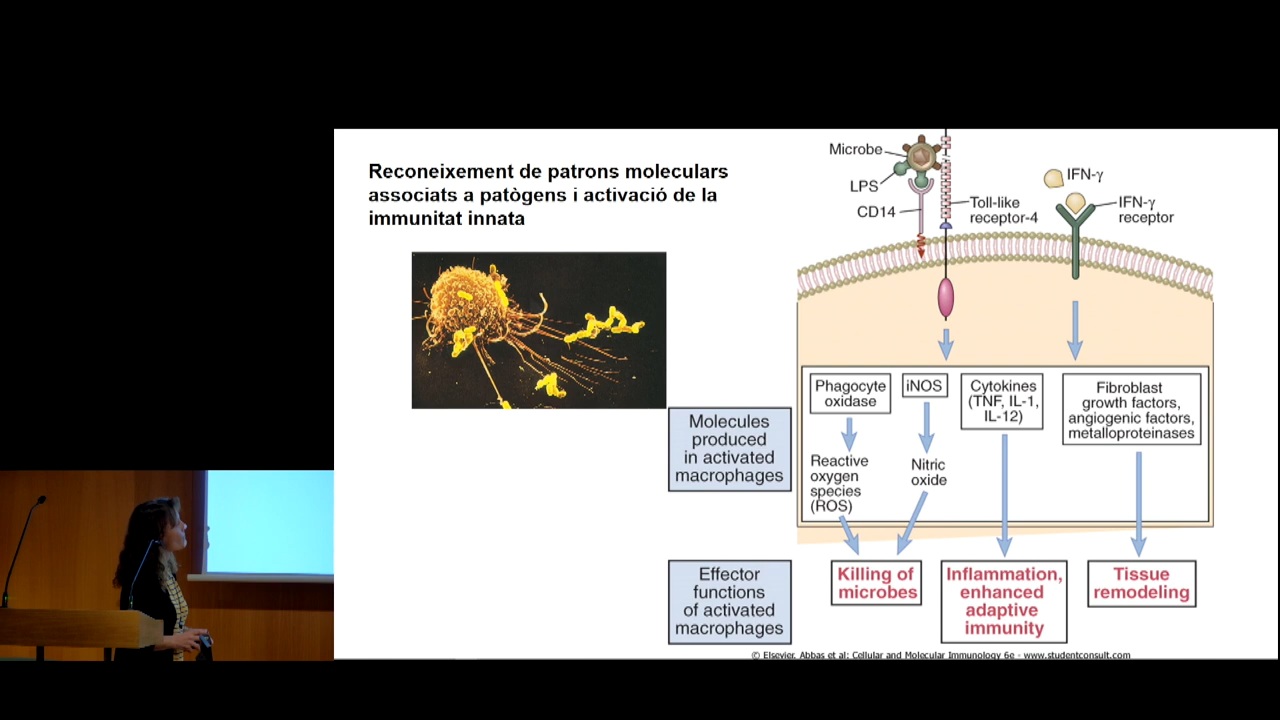 Reconeixement de patrons moleculars
associats a patògens i activació de la
immunitat innata
Microbe
LPS
CD14
Toll-like
receptor-4
IFN-γ
IFN-γ
receptor
Molecules
produced
in activated
macrophages
Phagocyte
oxidase
iNOS
Cytokines
(TNF, IL-1,
IL-12)
Fibroblast
growth factors,
angiogenic factors,
metalloproteinases
Reactive
oxygen
species
(ROS)
Nitric
oxide
Effector
functions
of activated
macrophages
Killing of
microbes
Inflammation,
enhanced
adaptive
immunity
Tissue
remodeling
© Elsevier. Abbas et al: Cellular and Molecular Immunology 6e - www.studentconsult.com